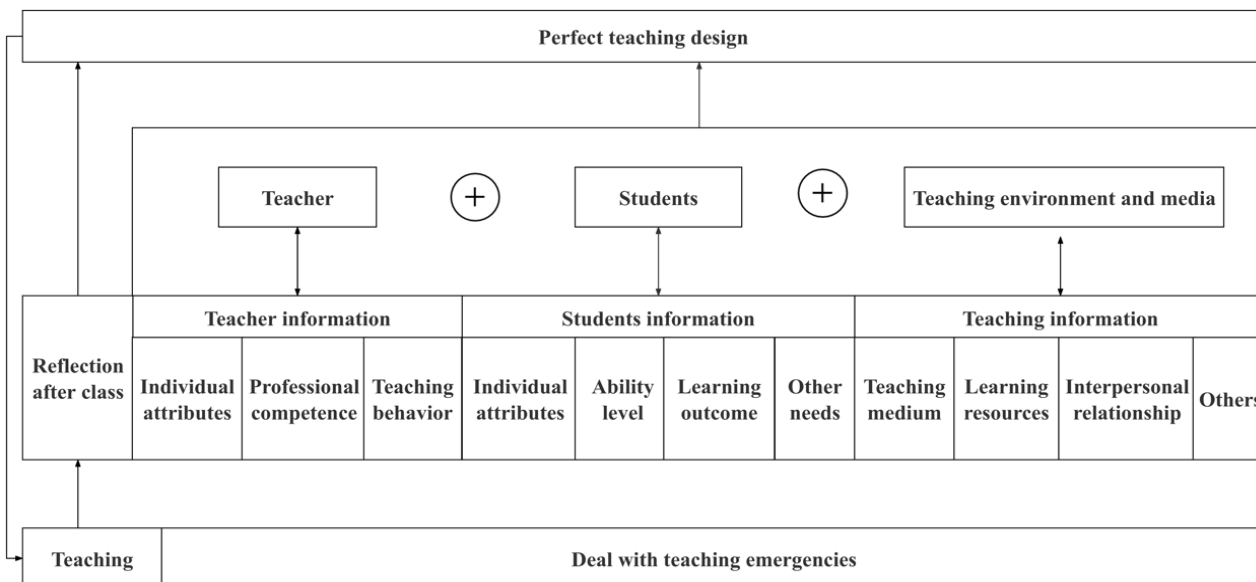 Perfect teaching design
Teacher
+
Students
+
Teaching environment and media
Reflection
after class
Teacher information
Students information
Teaching information
Individual
attributes
Professional
competence
Teaching
behavior
Individual
attributes
Ability
level
Learning
outcome
Other
needs
Teaching
medium
Learning
resources
Interpersonal
relationship
Others
Teaching
Deal with teaching emergencies